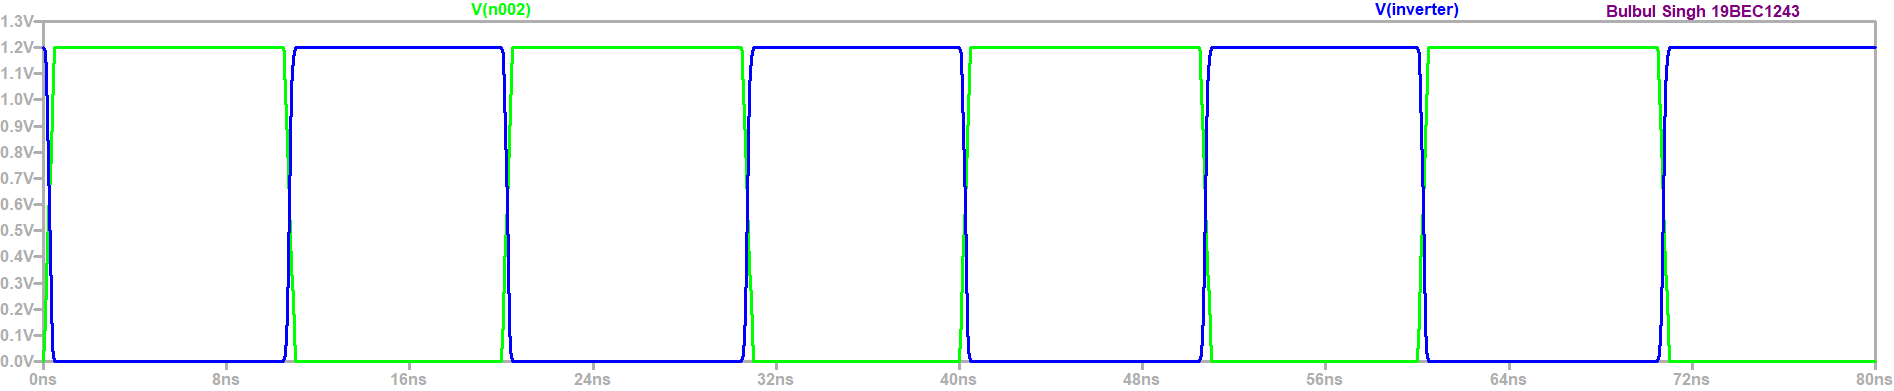 V(n002) V(inverter) Bulbul Singh 19BEC1243
1.3V
1.2V
1.1V
1.0V
0.9V
0.8V
0.7V
0.6V
0.5V
0.4V
0.3V
0.2V
0.1V
0.0V
0ns 8ns 16ns 24ns 32ns 40ns 48ns 56ns 64ns 72ns 80ns